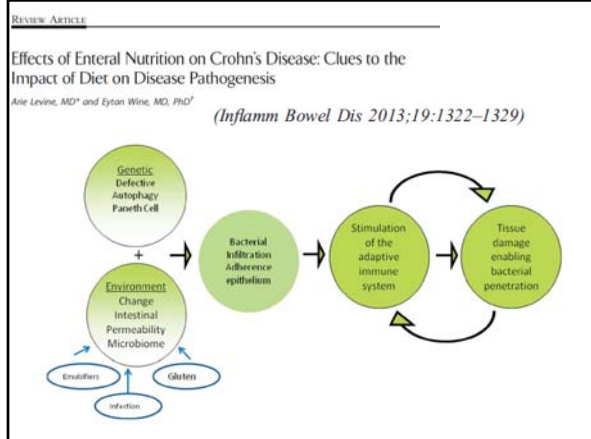 REVIEW ARTICLE
Effects of Enteral Nutrition on Crohn's Disease: Clues to the
Impact of Diet on Disease Pathogenesis
Arie Levine, MD* and Eytan Wine, MD, PhD†
(Inflamm Bowel Dis 2013;19:1322–1329)
Genetic
Defective
Autophagy
Paneth Cell
+
Environment
Change
Intestinal
Permeability
Microbiome
Emulsifiers
Infection
Gluten
Bacterial
Infiltration
Adherence
epithelium
Stimulation
of the
adaptive
immune
system
Tissue
damage
enabling
bacterial
penetration